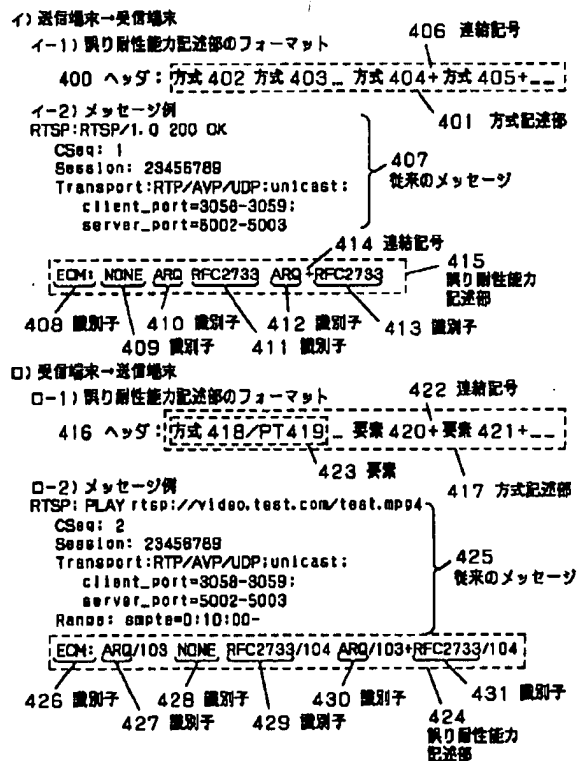 イ) 送信端末→受信端末
イ-1) 誤り耐性能力記述部のフォーマット
406 連結記号
400 ヘッダ:方式 402 方式 403… 方式 404+方式 405+……
401 方式記述部
イ-2) メッセージ例
RTSP:RTSP/1.0 200 OK
CSeq: 1
Session: 23456789
Transport:RTP/AVP/UDP;unicast;
client_port=3058-3059;
server_port=5002-5003
407
従来のメッセージ
414 連結記号
ECM: NONE ARQ RFC2733 ARQ+RFC2733
415
誤り耐性能力
記述部
408 識別子
410 識別子
412 識別子
413 識別子
409 識別子
411 識別子
ロ) 受信端末→送信端末
ロ-1) 誤り耐性能力記述部のフォーマット
422 連結記号
416 ヘッダ:方式 418/PT419… 要素 420+要素 421+……
423 要素
417 方式記述部
ロ-2) メッセージ例
RTSP: PLAY rtsp://video.test.com/test.mpg4
CSeq: 2
Session: 23456789
Transport:RTP/AVP/UDP;unicast;
client_port=3058-3059;
server_port=5002-5003
Range: smpte=0:10:00-
425
従来のメッセージ
ECM: ARQ/103 NONE RFC2733/104 ARQ/103+RFC2733/104
426 識別子
428 識別子
430 識別子
431 識別子
427 識別子
429 識別子
424
誤り耐性能力
記述部